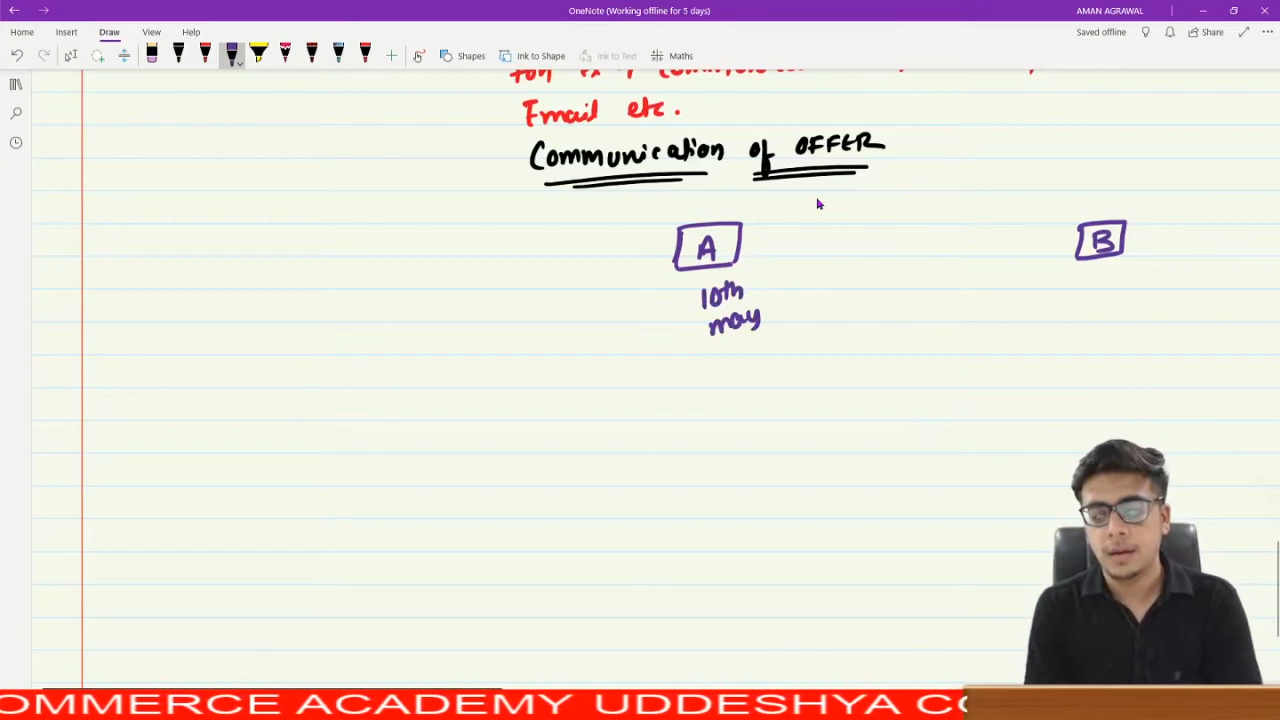 OneNote (Working offline for 5 days)
AMAN AGRAWAL
Home Insert Draw View Help
Saved offline
Share
Shapes
Ink to Shape
Ink to Text
Maths
Email etc.
Communication of OFFER
A
B
10th
may
OMMERCE ACADEMY UDDESHYA CO